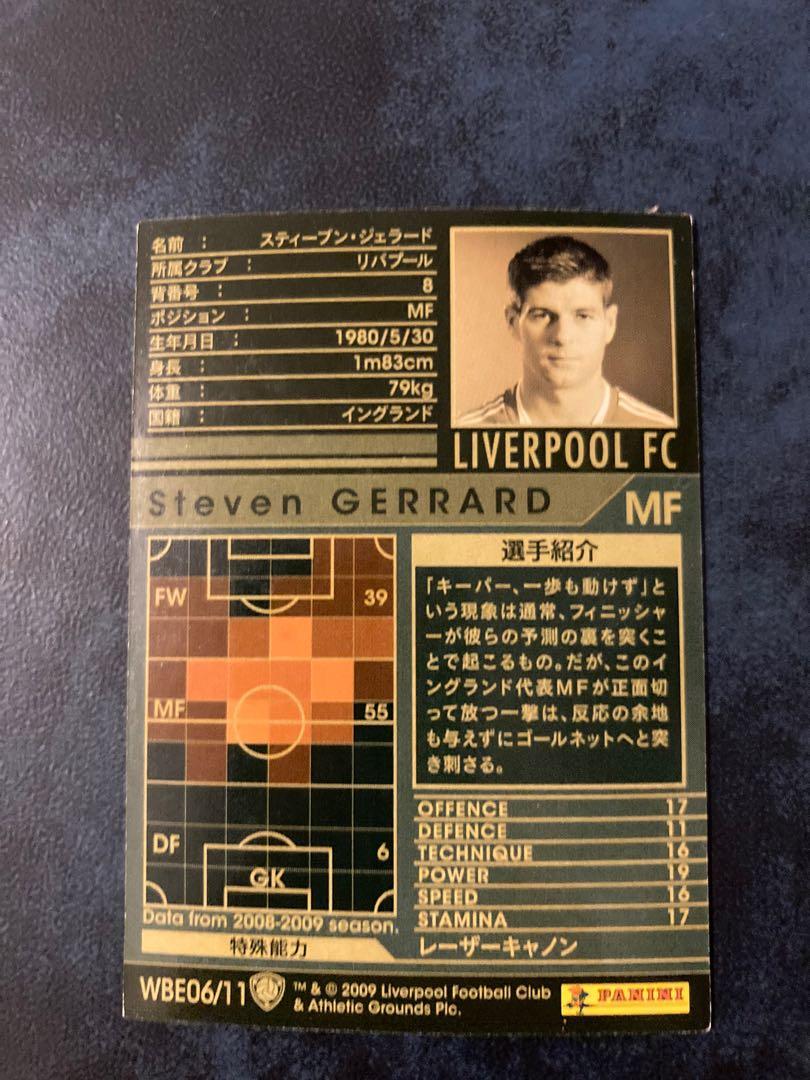 名前 : スティーブン・ジェラード
所属クラブ : リバプール
背番号 : 8
ポジション : MF
生年月日 : 1980/5/30
身長 : 1m83cm
体重 : 79kg
国籍 : イングランド
LIVERPOOL FC
Steven GERRARD MF
FW 39
MF 55
DF 6
GK
Data from 2008-2009 season.
選手紹介
「キーパー、一歩も動けず」と
いう現象は通常、フィニッシャ
ーが彼らの予測の裏を突くこ
とで起こるもの。だが、このイ
ングランド代表MFが正面切
って放つ一撃は、反応の余地
も与えずにゴールネットへと突
き刺さる。
OFFENCE 17
DEFENCE 11
TECHNIQUE 16
POWER 19
SPEED 16
STAMINA 17
特殊能力 レーザーキャノン
WBE06/11
™ & © 2009 Liverpool Football Club
& Athletic Grounds Plc.
PANINI